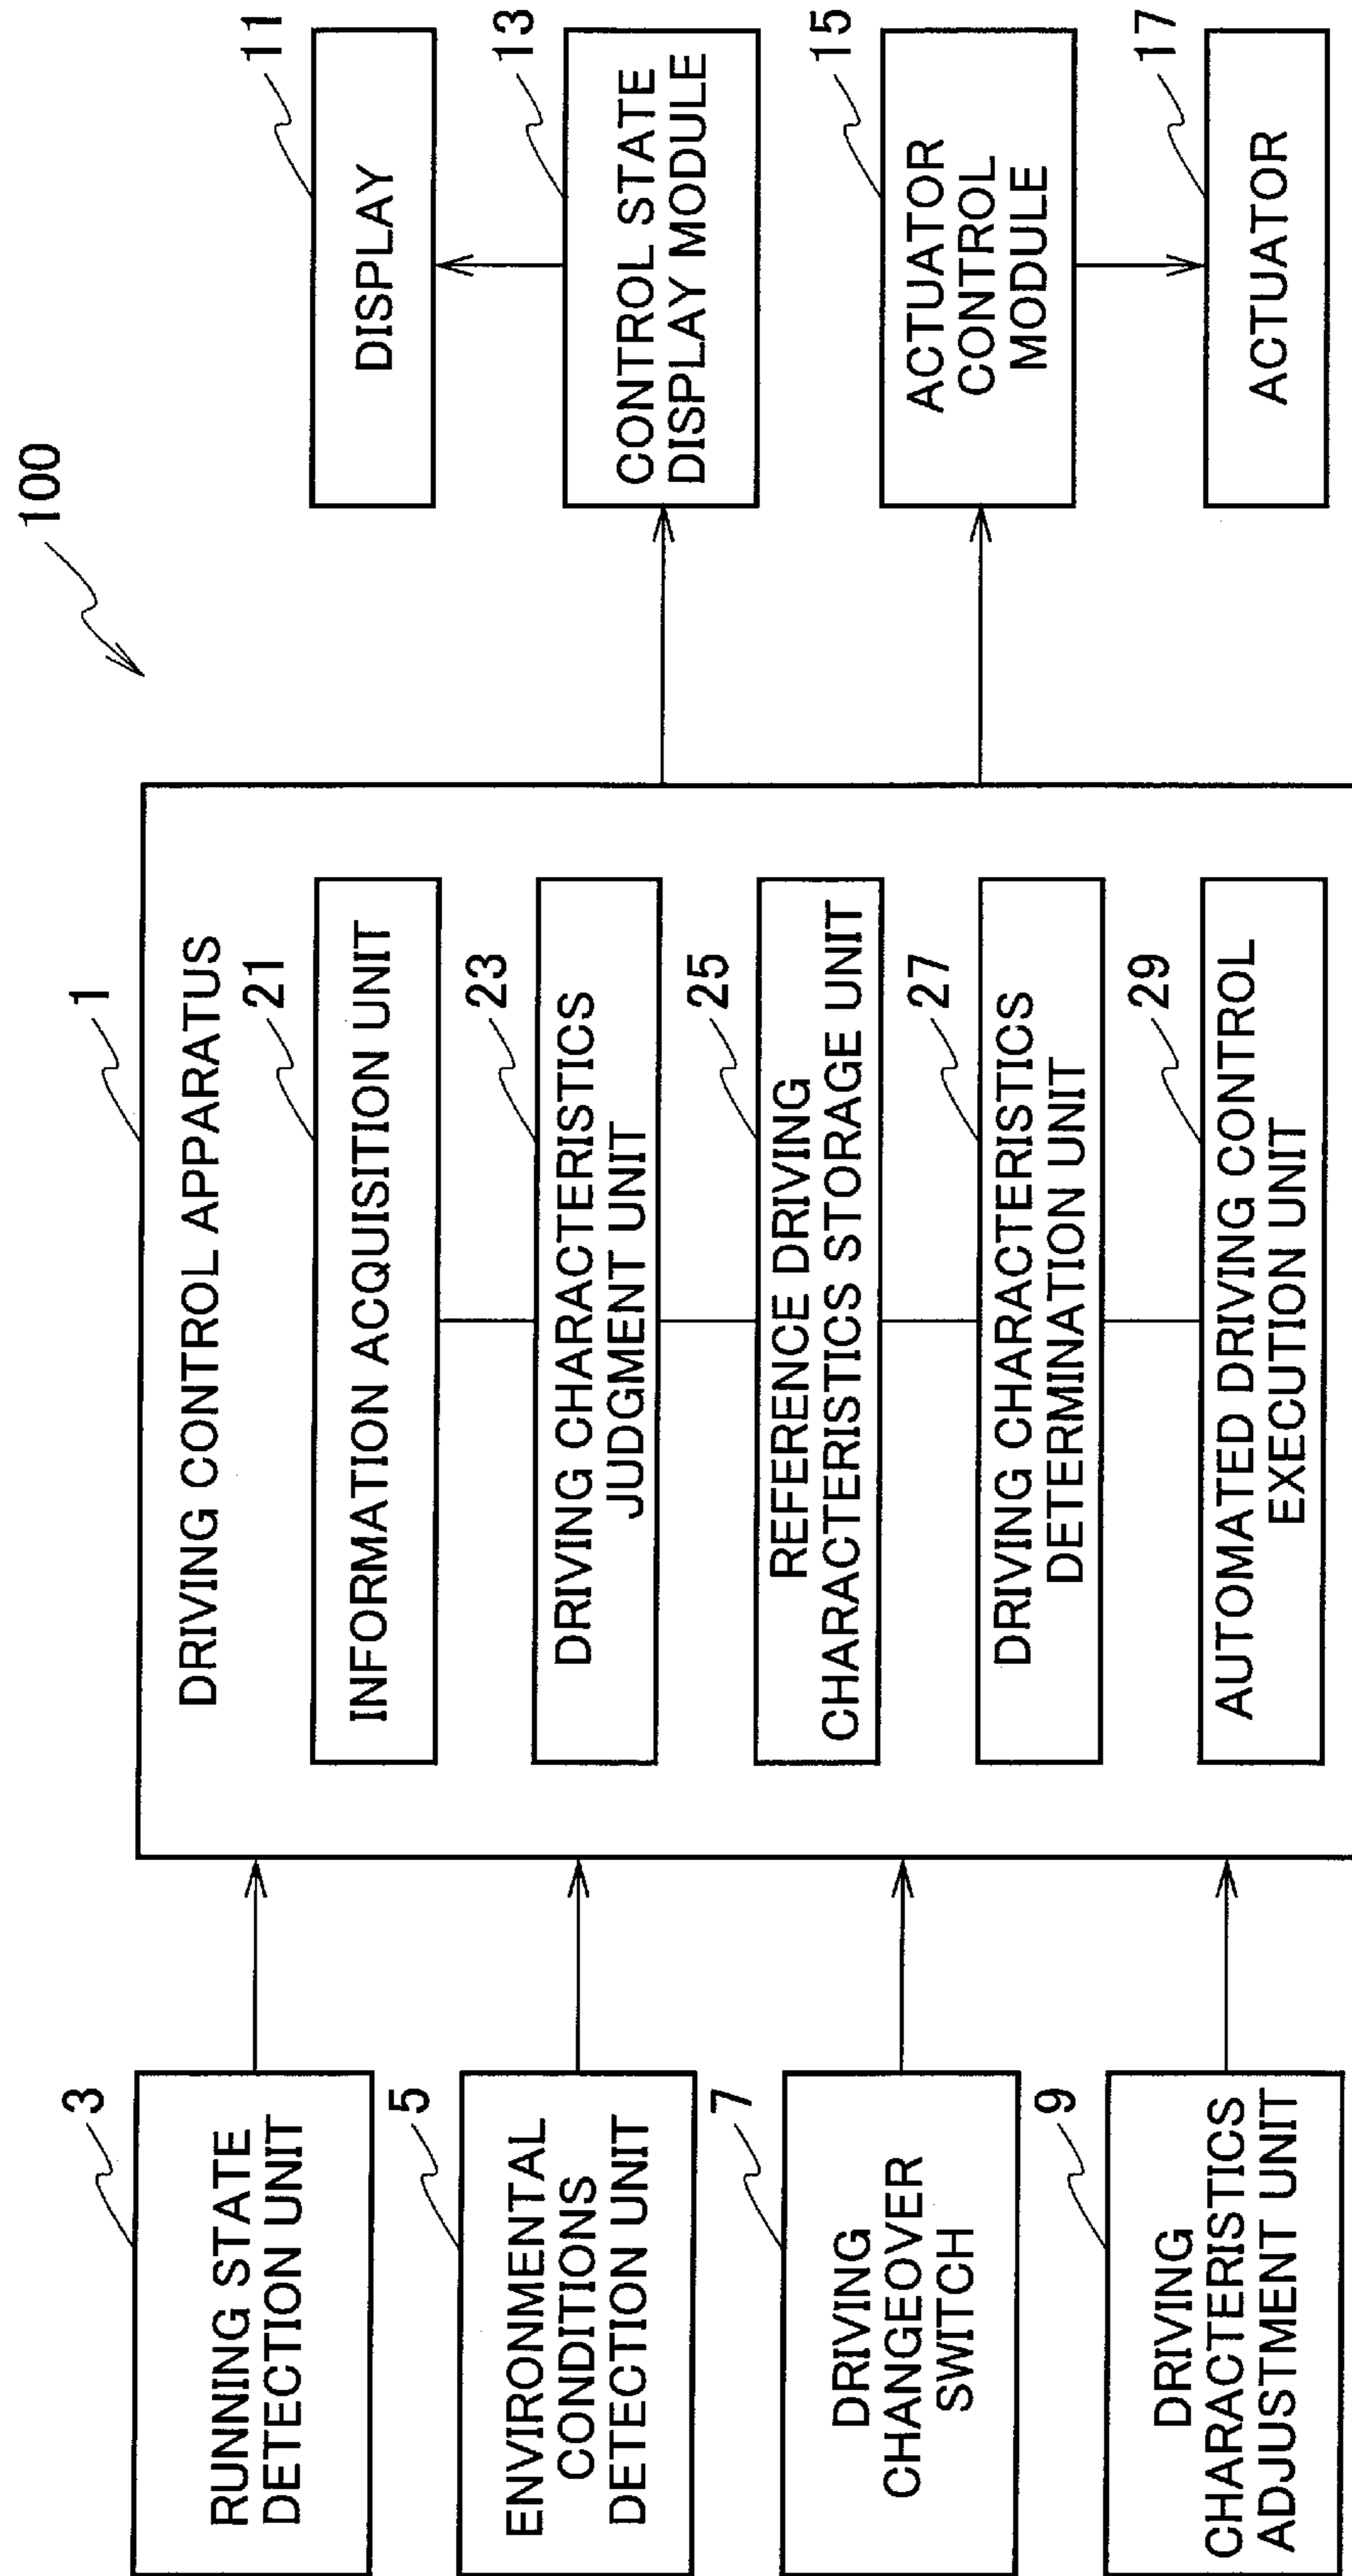 100
3
RUNNING STATE
DETECTION UNIT
5
ENVIRONMENTAL
CONDITIONS
DETECTION UNIT
7
DRIVING
CHANGEOVER
SWITCH
9
DRIVING
CHARACTERISTICS
ADJUSTMENT UNIT
1
DRIVING CONTROL APPARATUS
21
INFORMATION ACQUISITION UNIT
23
DRIVING CHARACTERISTICS
JUDGMENT UNIT
25
REFERENCE DRIVING
CHARACTERISTICS STORAGE UNIT
27
DRIVING CHARACTERISTICS
DETERMINATION UNIT
29
AUTOMATED DRIVING CONTROL
EXECUTION UNIT
11
DISPLAY
13
CONTROL STATE
DISPLAY MODULE
15
ACTUATOR
CONTROL
MODULE
17
ACTUATOR